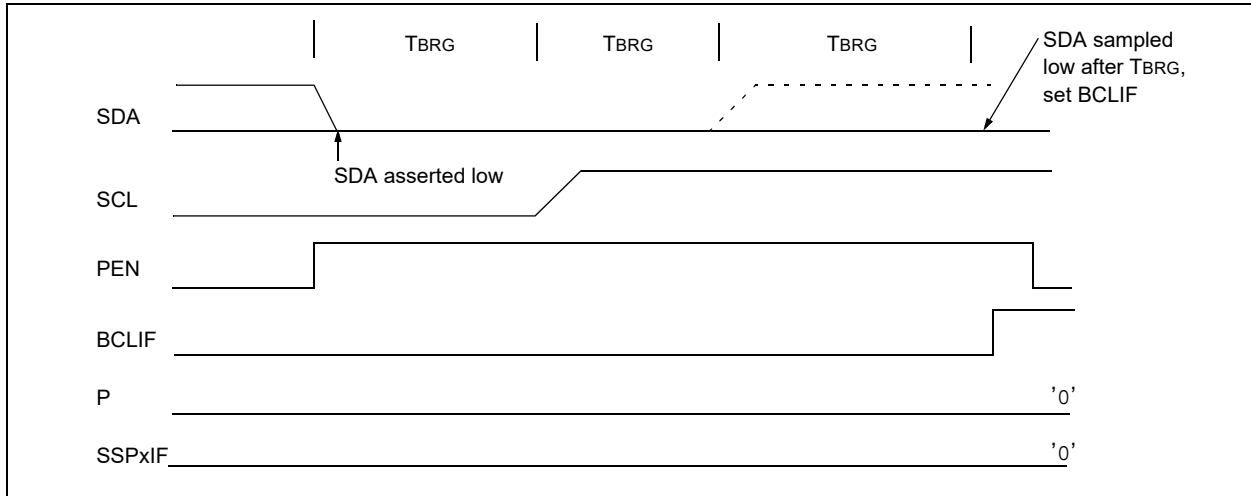 TBRG TBRG TBRG
SDA sampled
low after TBRG,
set BCLIF
SDA
SDA asserted low
SCL
PEN
BCLIF
P
'0'
SSPxIF
'0'